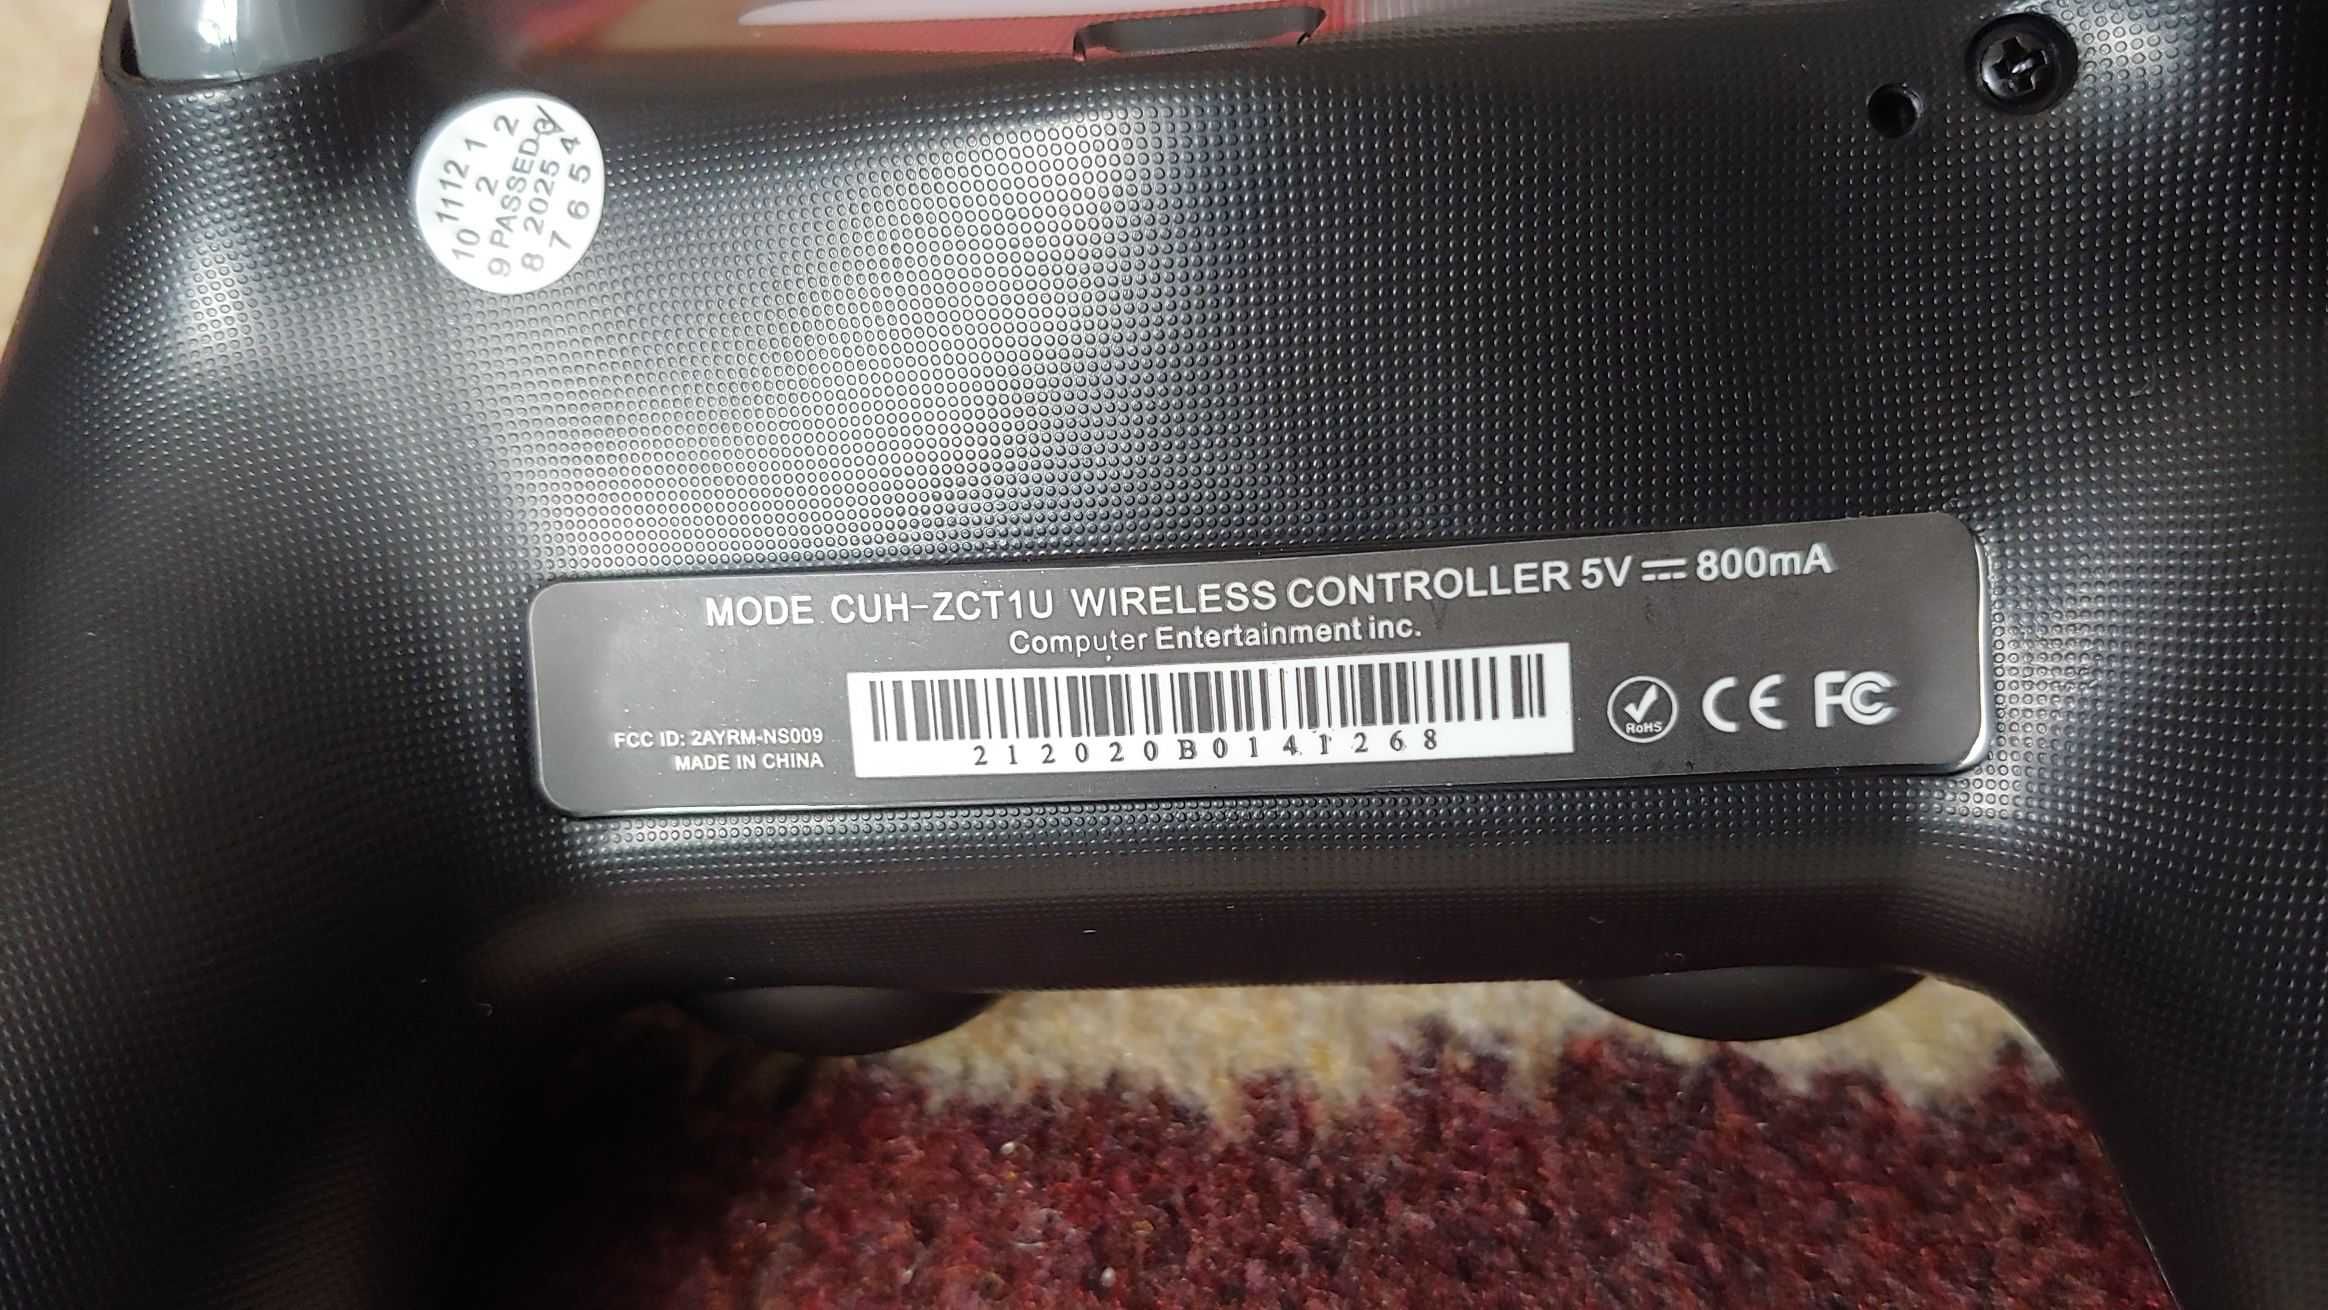 11 12 1 2
10 2
9 PASSED 4
8 2025 5
7 6
MODE CUH-ZCT1U WIRELESS CONTROLLER 5V⎓800mA
Computer Entertainment inc.
FCC ID: 2AYRM-NS009
MADE IN CHINA
212020B0141268
RoHS
CE FC